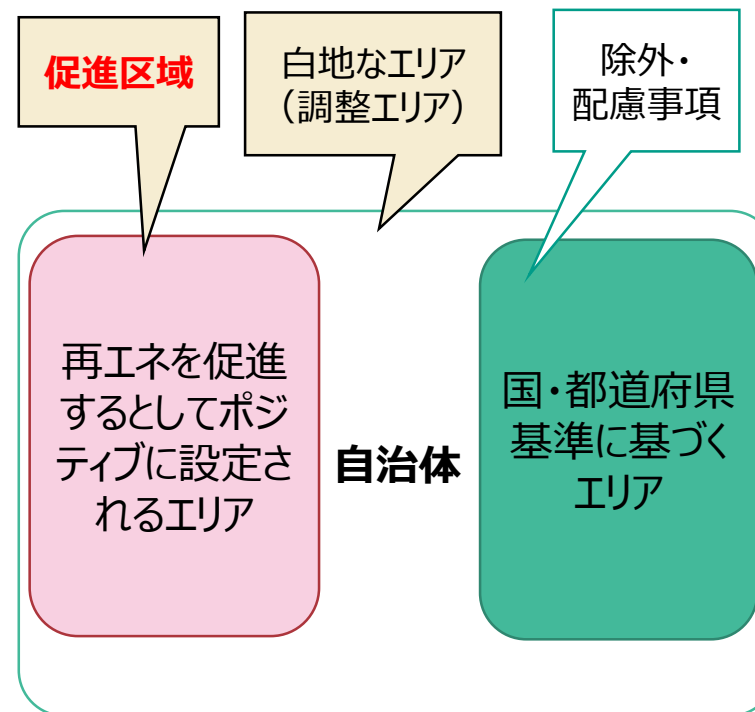 促進区域
白地なエリア
（調整エリア）
除外・
配慮事項
再エネを促進
するとしてポジ
ティブに設定さ
れるエリア
自治体
国・都道府県
基準に基づく
エリア